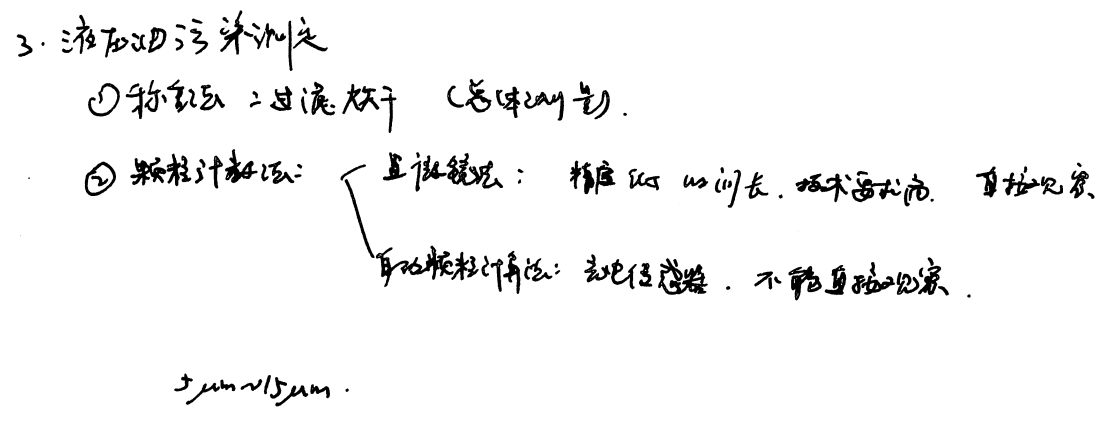 3. 液压油污染测定
① 称重法：过滤烘干 (总体测量).
② 颗粒计数法：
显微镜法：精度低 时间长. 技术要求高. 直接观察
自动颗粒计算法：光电传感器. 不能直接观察.
5μm~15μm.